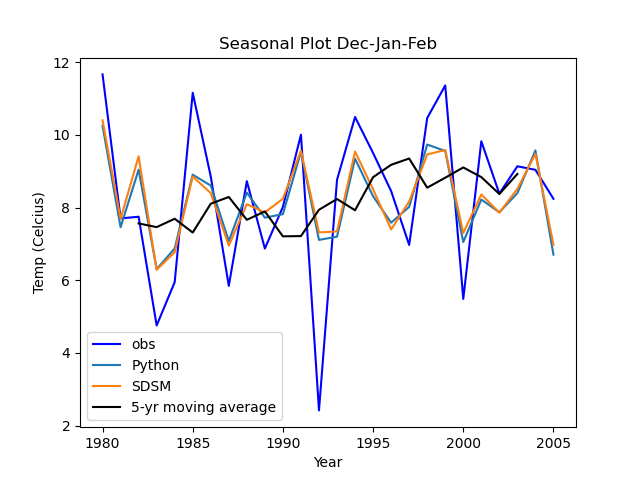 Seasonal Plot Dec-Jan-Feb
12
10
8
6
4
2
Temp (Celcius)
obs
Python
SDSM
5-yr moving average
1980 1985 1990 1995 2000 2005
Year